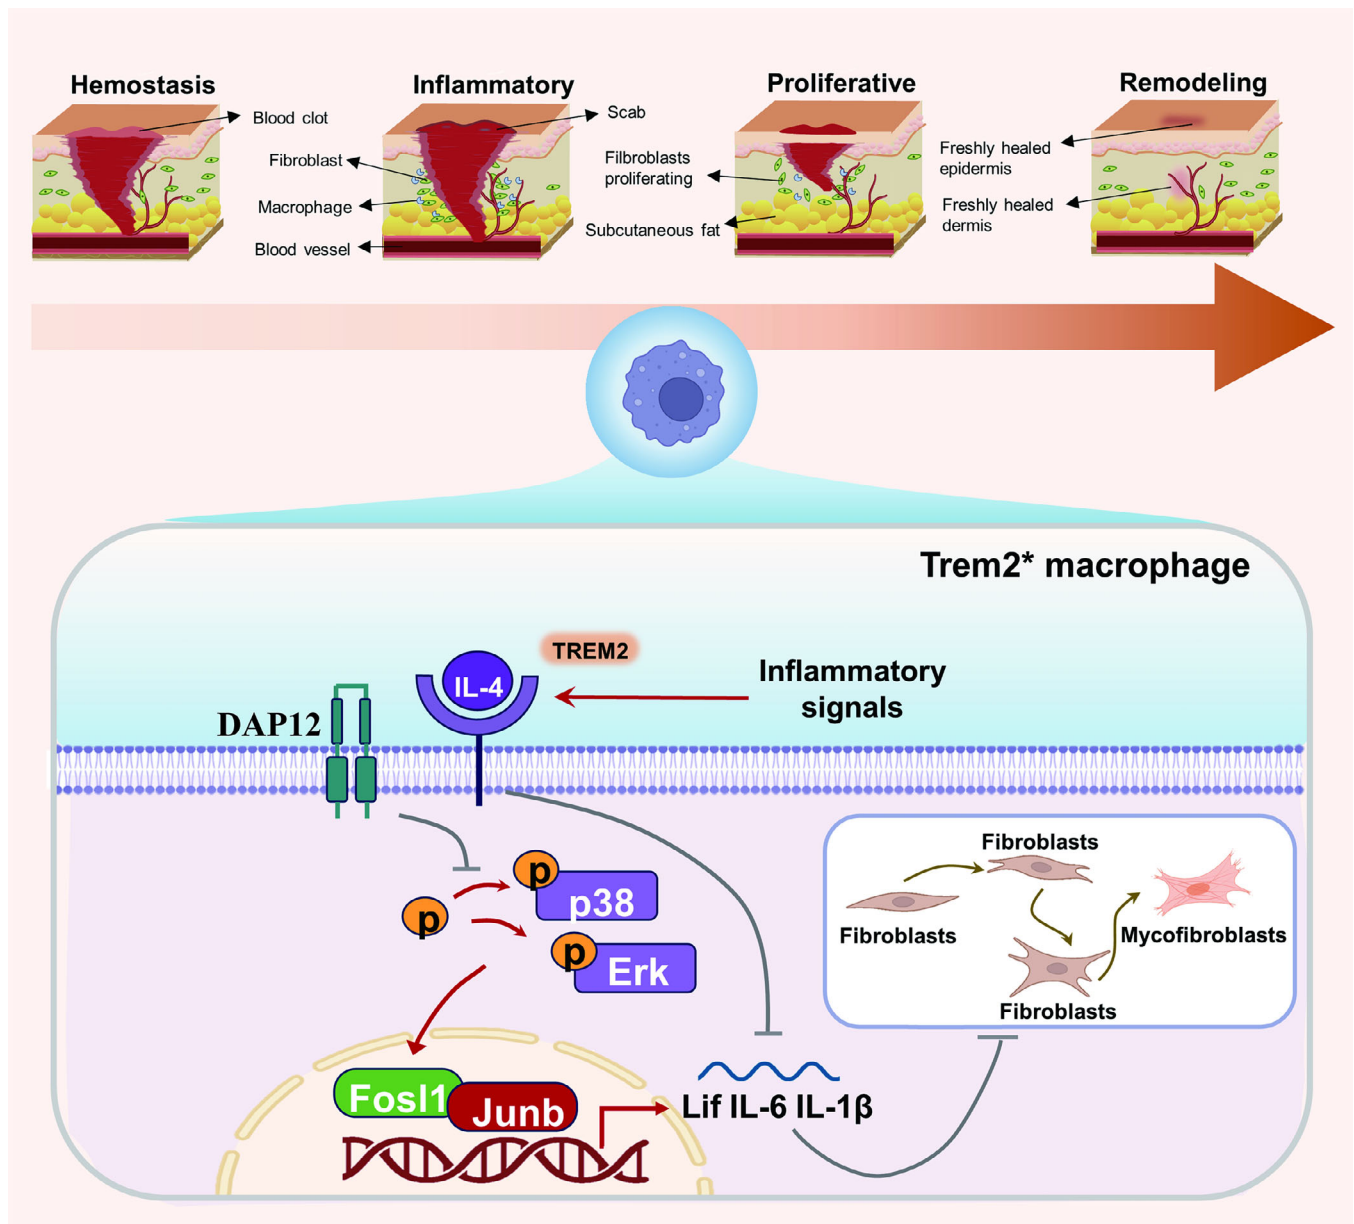 Hemostasis
Inflammatory
Proliferative
Remodeling
Blood clot
Fibroblast
Macrophage
Blood vessel
Scab
Filbroblasts
proliferating
Subcutaneous fat
Freshly healed
epidermis
Freshly healed
dermis
Trem2* macrophage
TREM2
IL-4
Inflammatory
signals
DAP12
p
p38
p
p
Erk
Fibroblasts
Fibroblasts
Mycofibroblasts
Fibroblasts
Fosl1
Junb
Lif IL-6 IL-1β